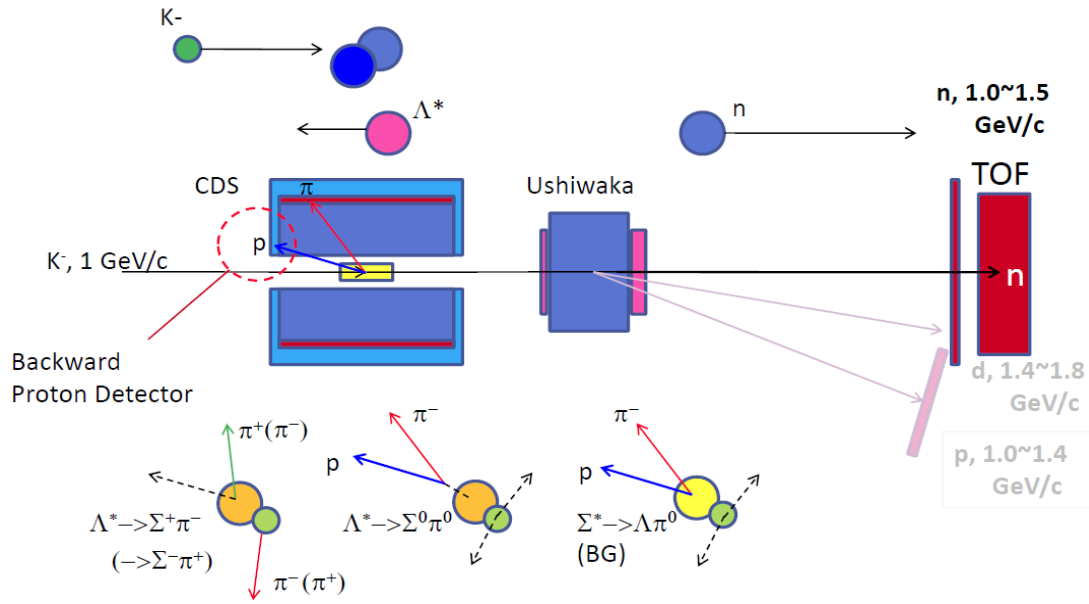 K-
Λ*
n
n, 1.0~1.5
GeV/c
CDS
π
Ushiwaka
TOF
p
K-, 1 GeV/c
n
Backward
Proton Detector
d, 1.4~1.8
GeV/c
p, 1.0~1.4
GeV/c
π+(π−)
π−
p
π−
p
Λ*−>Σ+π−
(−>Σ−π+)
Λ*−>Σ0π0
Σ*−>Λπ0
(BG)
π−(π+)